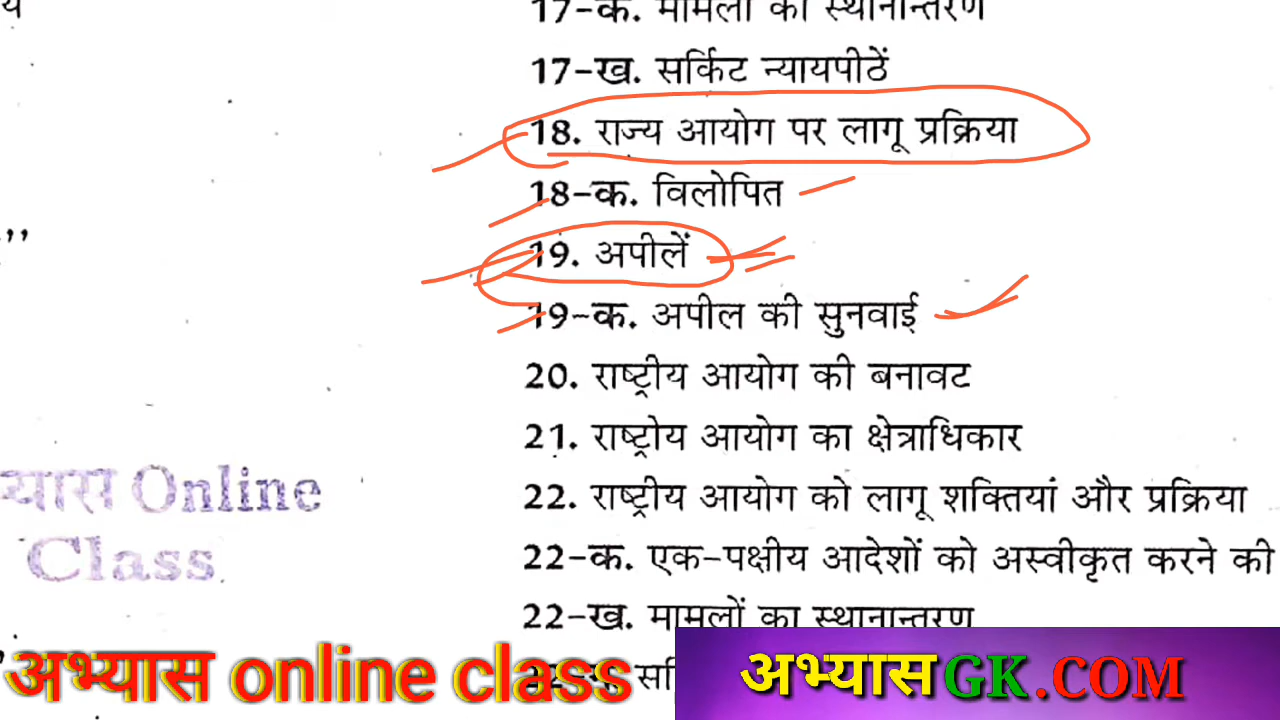 17-क. मामलों का स्थानान्तरण
17-ख. सर्किट न्यायपीठें
18. राज्य आयोग पर लागू प्रक्रिया
18-क. विलोपित
19. अपीलें
19-क. अपील की सुनवाई
20. राष्ट्रीय आयोग की बनावट
21. राष्ट्रीय आयोग का क्षेत्राधिकार
22. राष्ट्रीय आयोग को लागू शक्तियां और प्रक्रिया
22-क. एक-पक्षीय आदेशों को अस्वीकृत करने की
22-ख. मामलों का स्थानान्तरण
Online
Class
अभ्यास online class
अभ्यासGK.COM